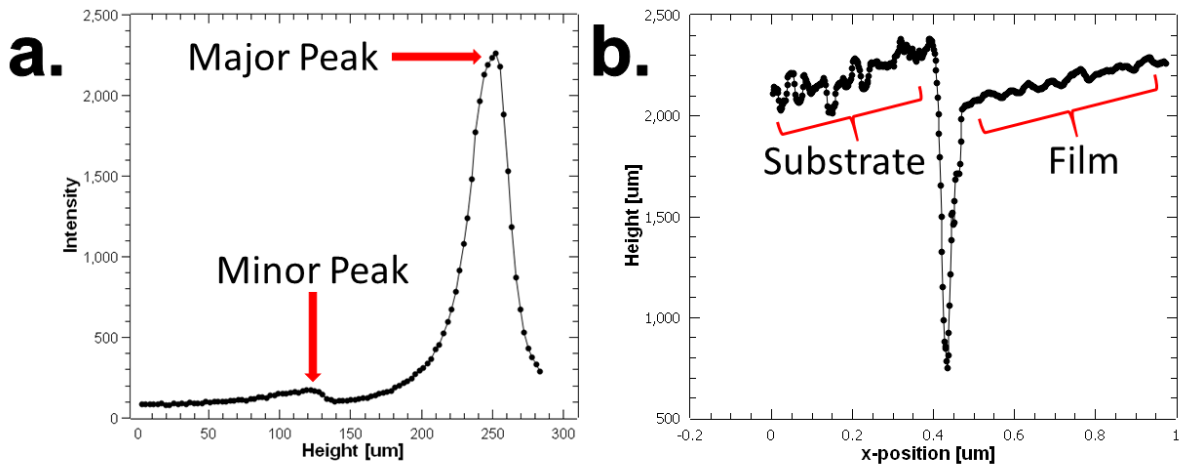 a.
Major Peak
Minor Peak
Intensity
2,500
2,000
1,500
1,000
500
0
0
50
100
150
200
250
300
Height [um]
b.
Substrate
Film
Height [um]
2,500
2,000
1,500
1,000
500
-0.2
0
0.2
0.4
0.6
0.8
1
x-position [um]